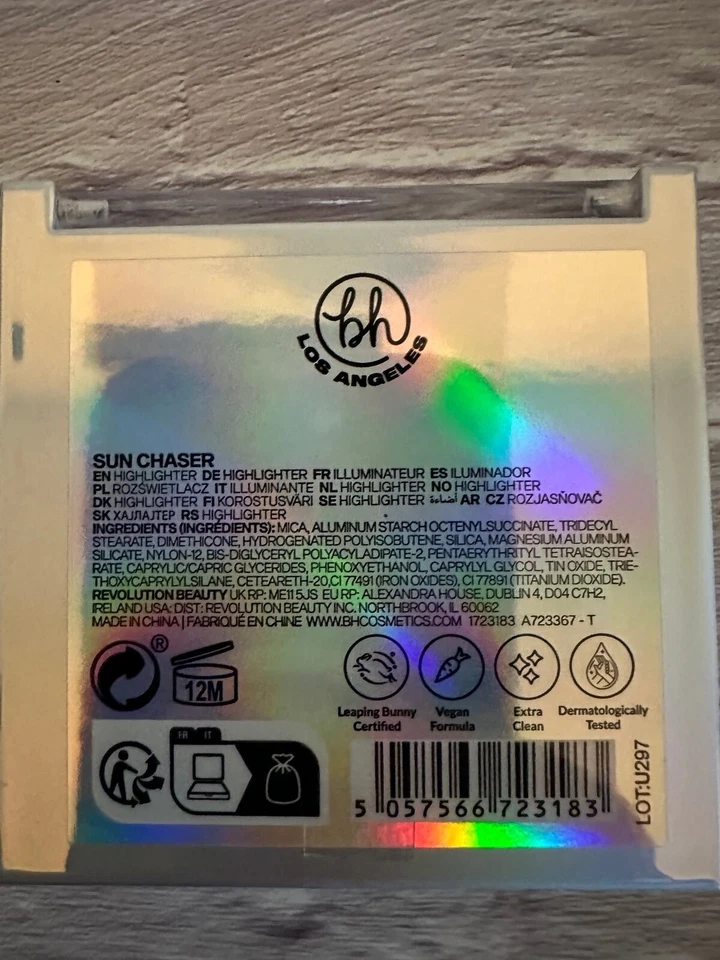 bh
LOS ANGELES
SUN CHASER
EN HIGHLIGHTER DE HIGHLIGHTER FR ILLUMINATEUR ES ILUMINADOR
PL ROZŚWIETLACZ IT ILLUMINANTE NL HIGHLIGHTER NO HIGHLIGHTER
DK HIGHLIGHTER FI KOROSTUSVÄRI SE HIGHLIGHTER إضاءة AR CZ ROZJASŇOVAČ
SK ХАЛЛАЈТЕР RS HIGHLIGHTER
INGREDIENTS (INGRÉDIENTS): MICA, ALUMINUM STARCH OCTENYLSUCCINATE, TRIDECYL
STEARATE, DIMETHICONE, HYDROGENATED POLYISOBUTENE, SILICA, MAGNESIUM ALUMINUM
SILICATE, NYLON-12, BIS-DIGLYCERYL POLYACYLADIPATE-2, PENTAERYTHRITYL TETRAISOSTEA-
RATE, CAPRYLIC/CAPRIC GLYCERIDES, PHENOXYETHANOL, CAPRYLYL GLYCOL, TIN OXIDE, TRIE-
THOXYCAPRYLYLSILANE, CETEARETH-20,CI 77491 (IRON OXIDES), CI 77891 (TITANIUM DIOXIDE).
REVOLUTION BEAUTY UK RP: ME11 5JS EU RP: ALEXANDRA HOUSE, DUBLIN 4, D04 C7H2,
IRELAND USA: DIST: REVOLUTION BEAUTY INC. NORTHBROOK, IL 60062
MADE IN CHINA | FABRIQUÉ EN CHINE WWW.BHCOSMETICS.COM 1723183 A723367 - T
®
12M
Leaping Bunny
Certified
Vegan
Formula
Extra
Clean
Dermatologically
Tested
FR IT
5 057566 723183
LOT:U297